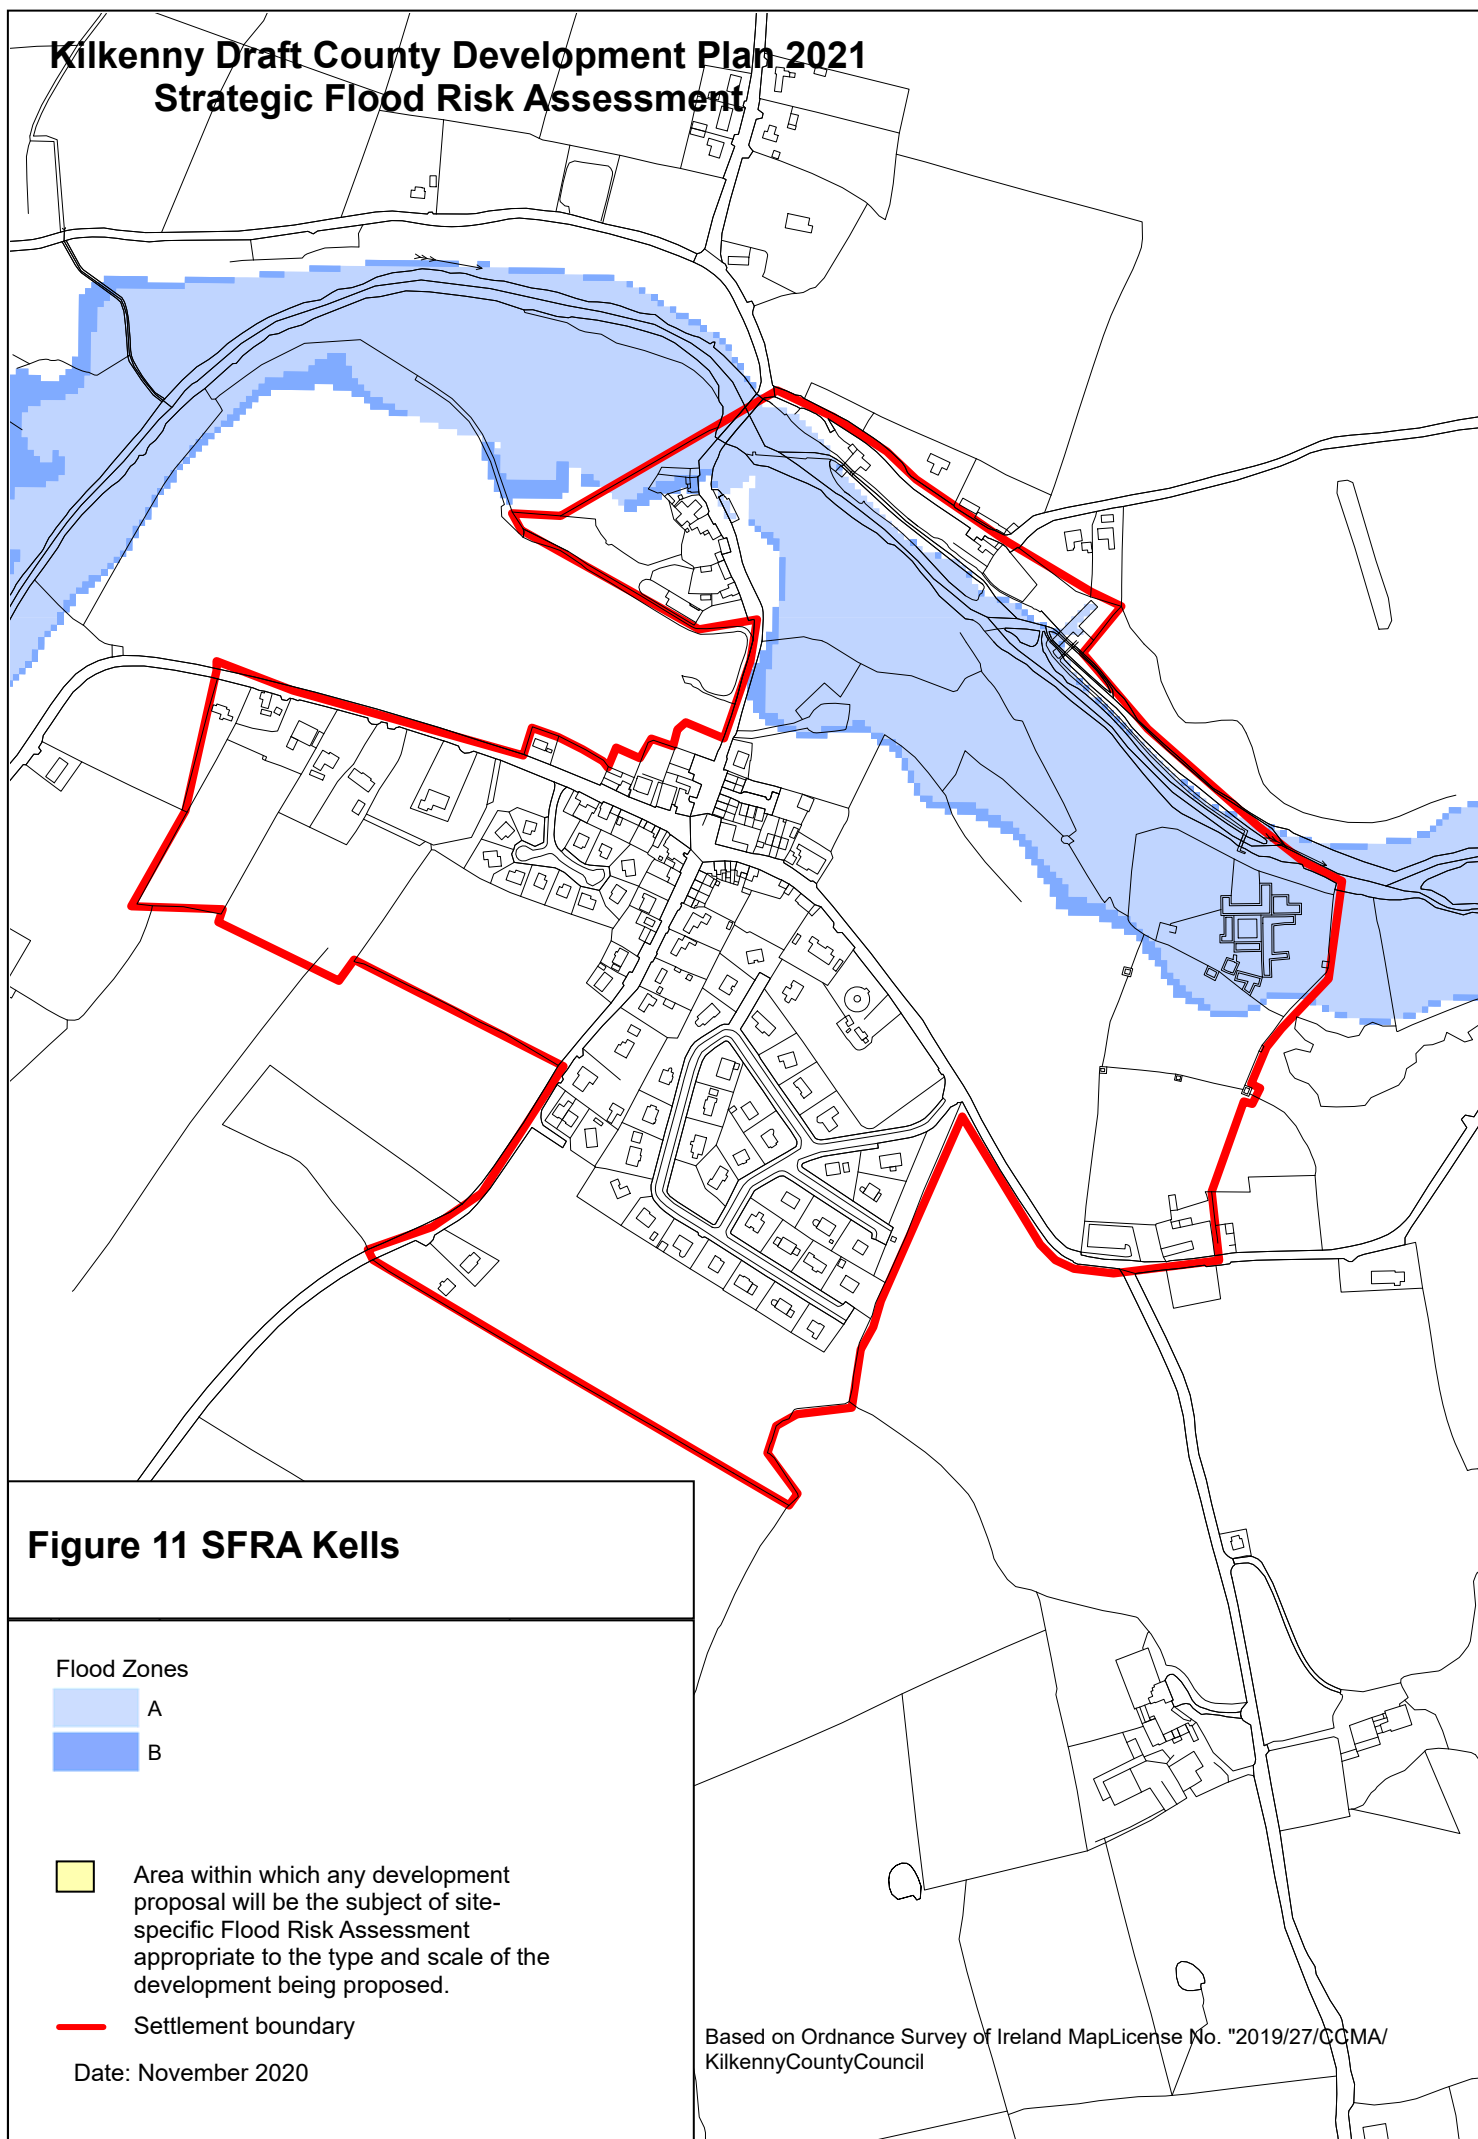 Kilkenny Draft County Development Plan 2021
Strategic Flood Risk Assessment
Figure 11 SFRA Kells
Flood Zones
A
B
Area within which any development
proposal will be the subject of site-
specific Flood Risk Assessment
appropriate to the type and scale of the
development being proposed.
Settlement boundary
Date: November 2020
Based on Ordnance Survey of Ireland MapLicense No. "2019/27/CCMA/
KilkennyCountyCouncil